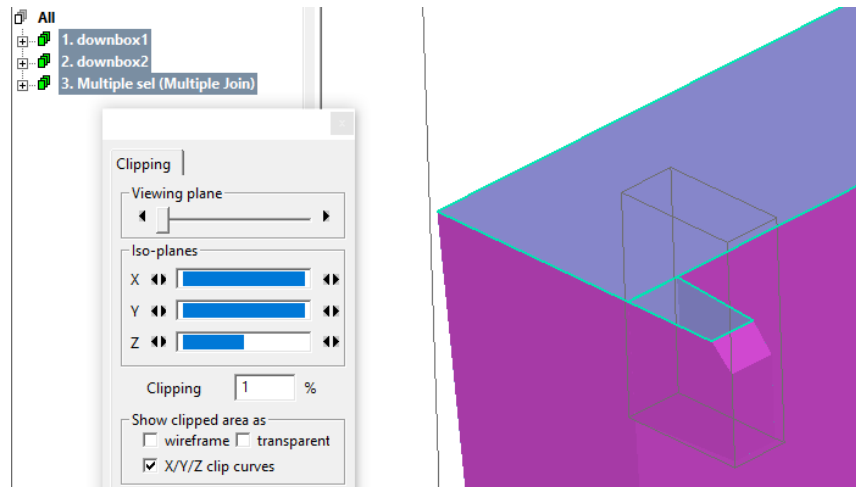 All
1. downbox1
2. downbox2
3. Multiple sel (Multiple Join)
x
Clipping
Viewing plane
Iso-planes
X
Y
Z
Clipping 1 %
Show clipped area as
wireframe transparent
X/Y/Z clip curves